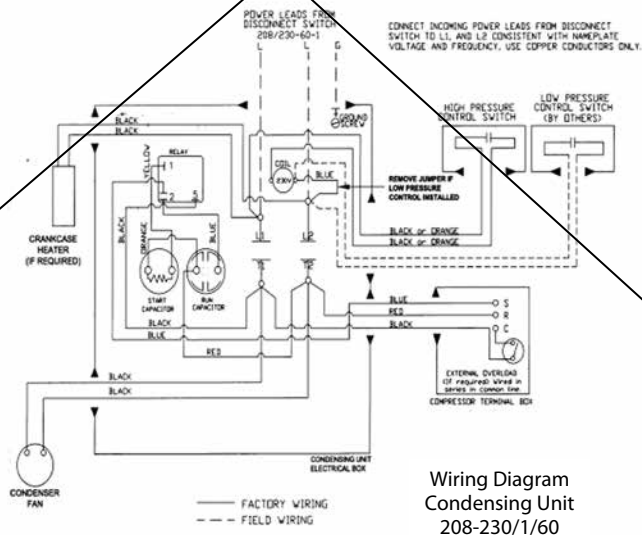 POWER LEADS FROM
DISCONNECT SWITCH
208/230-60-1
L L G
CONNECT INCOMING POWER LEADS FROM DISCONNECT
SWITCH TO L1, AND L2 CONSISTENT WITH NAMEPLATE
VOLTAGE AND FREQUENCY, USE COPPER CONDUCTORS ONLY.
GROUND
SCREW
HIGH PRESSURE
CONTROL SWITCH
LOW PRESSURE
CONTROL SWITCH
(BY OTHERS)
BLACK
BLACK
YELLOW
RELAY
1
2
COIL
230V
BLUE
REMOVE JUMPER IF
LOW PRESSURE
CONTROL INSTALLED
CRANKCASE
HEATER
(IF REQUIRED)
BLACK
ORANGE
BLUE
L1
L2
BLACK or ORANGE
BLACK or ORANGE
START
CAPACITOR
RUN
CAPACITOR
BLACK
BLUE
RED
BLUE
RED
BLACK
S
R
C
EXTERNAL OVERLOAD
(If required) Wired in
series in common line.
COMPRESSOR TERMINAL BOX
BLACK
BLACK
CONDENSER
FAN
CONDENSING UNIT
ELECTRICAL BOX
FACTORY WIRING
FIELD WIRING
Wiring Diagram
Condensing Unit
208-230/1/60